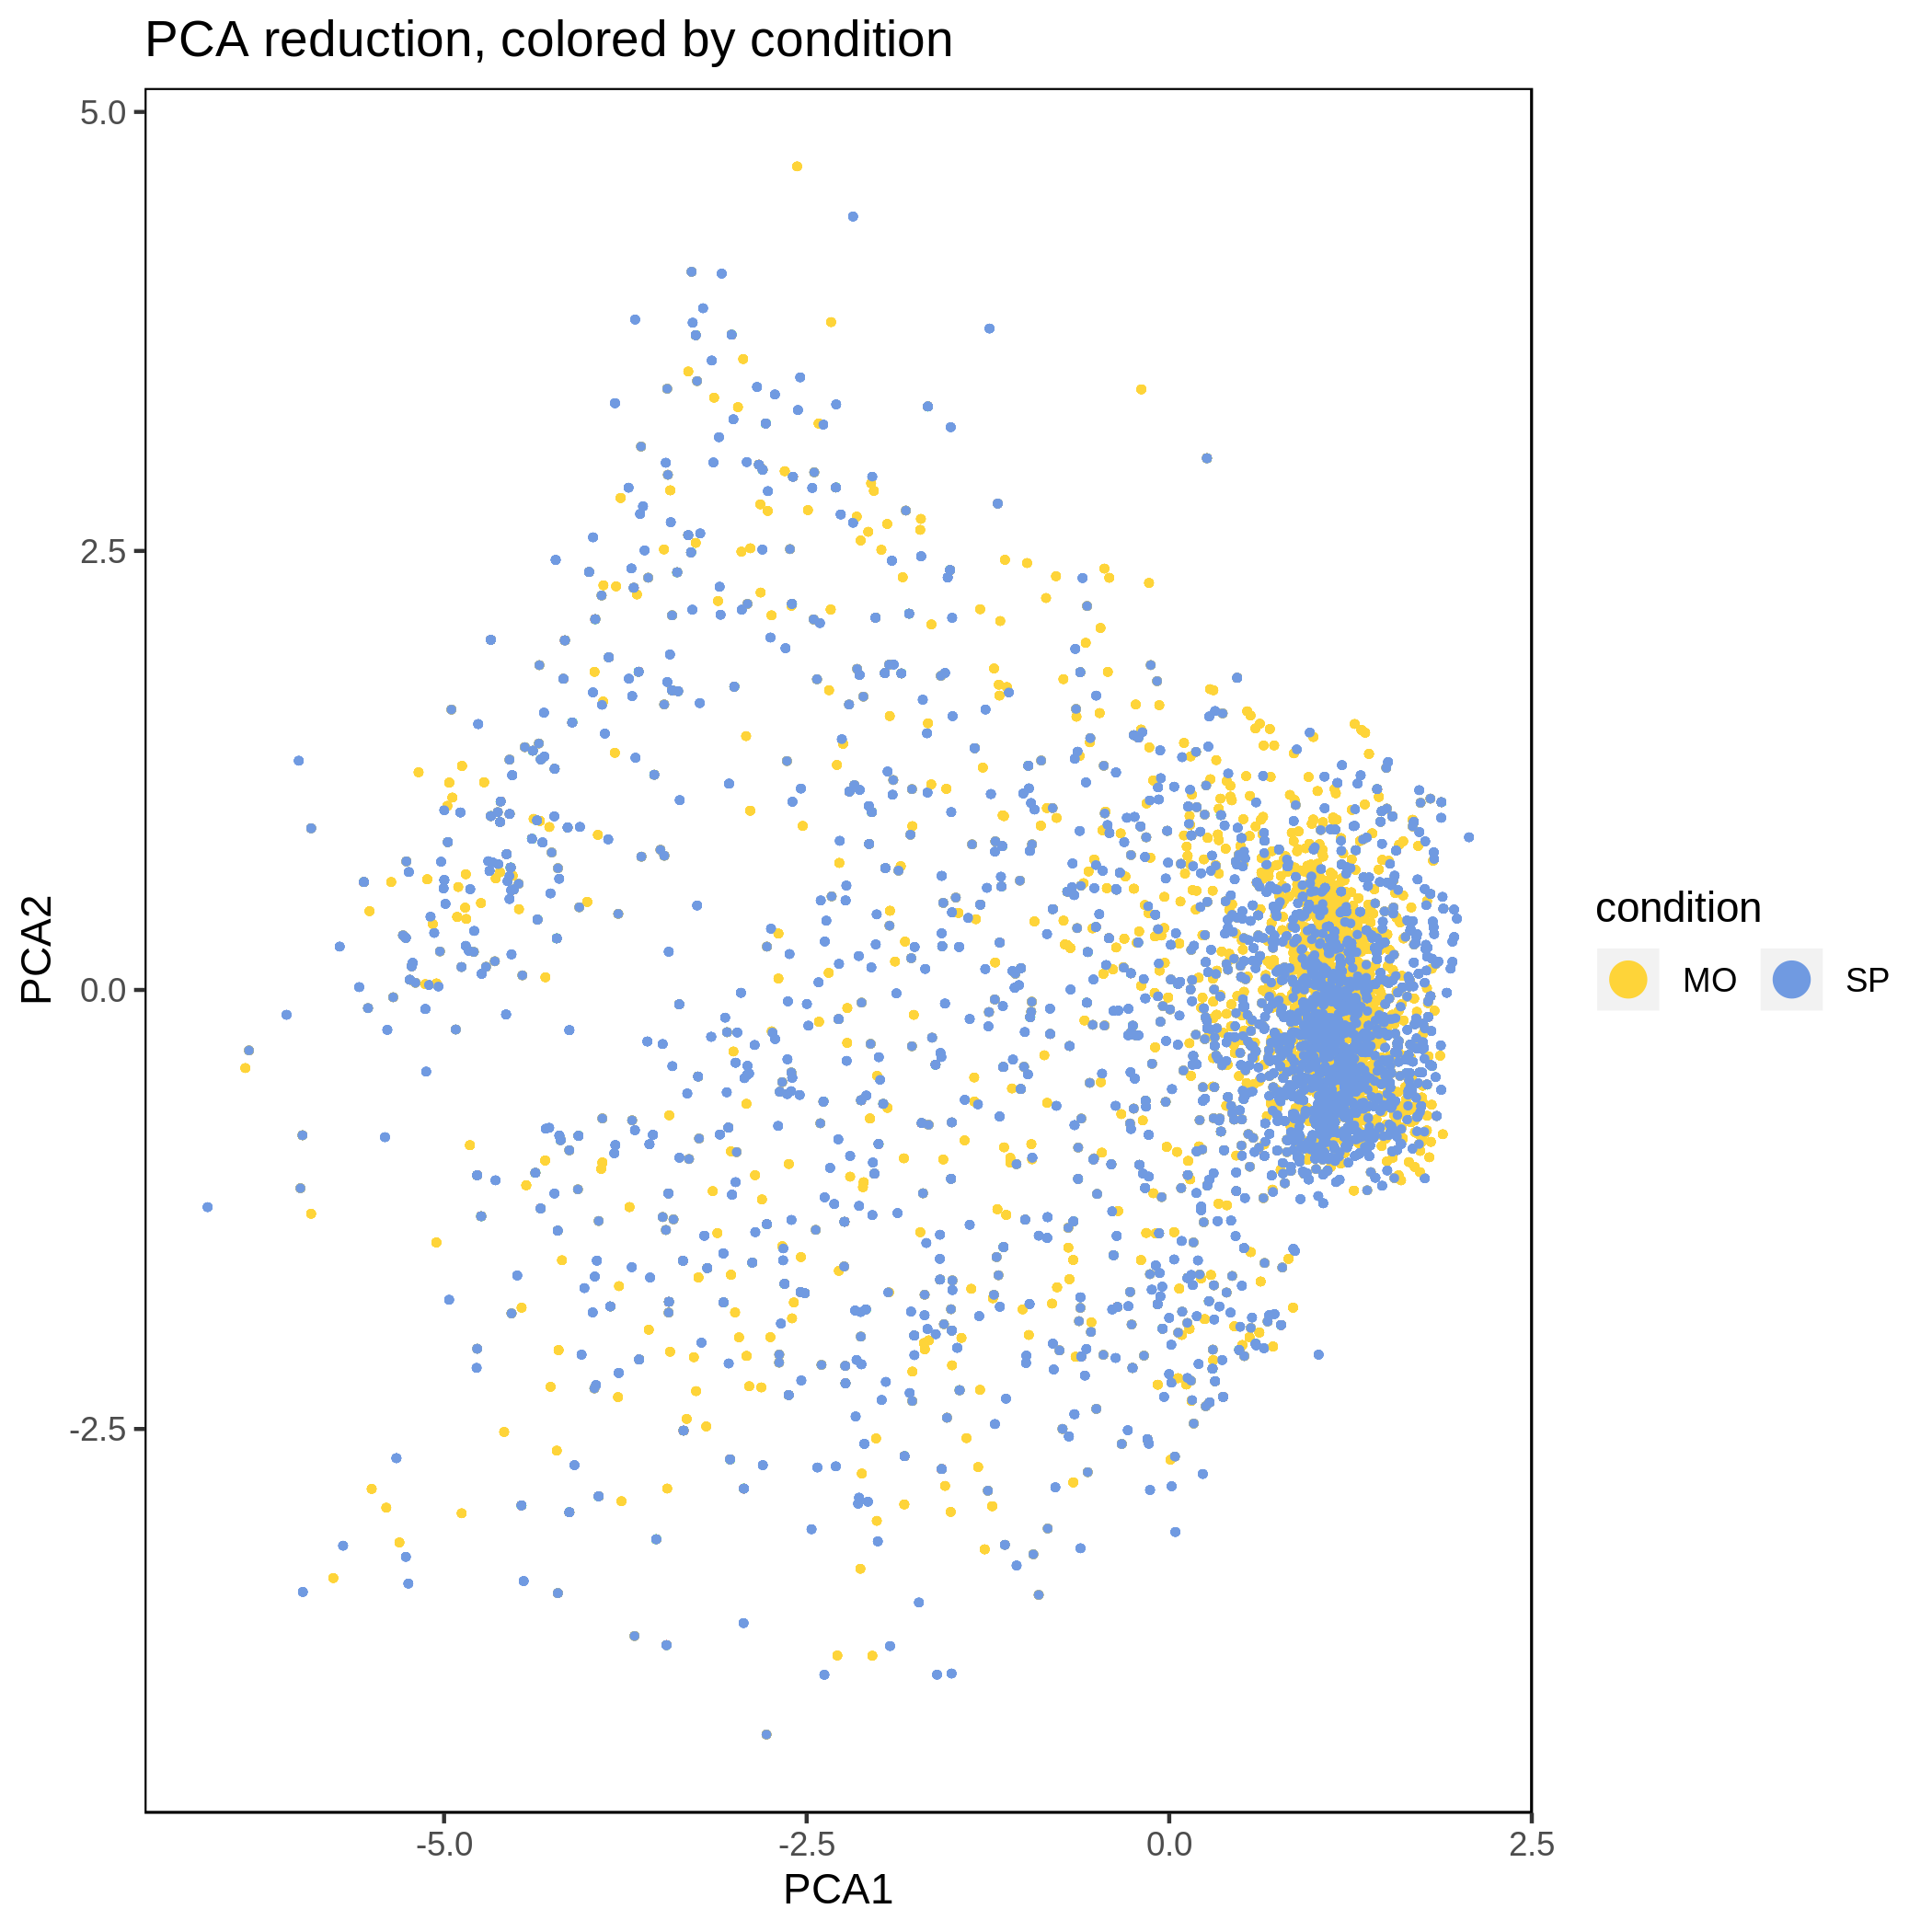 PCA reduction, colored by condition
5.0
2.5
0.0
-2.5
PCA2
-5.0 -2.5 0.0 2.5
PCA1
condition
MO SP